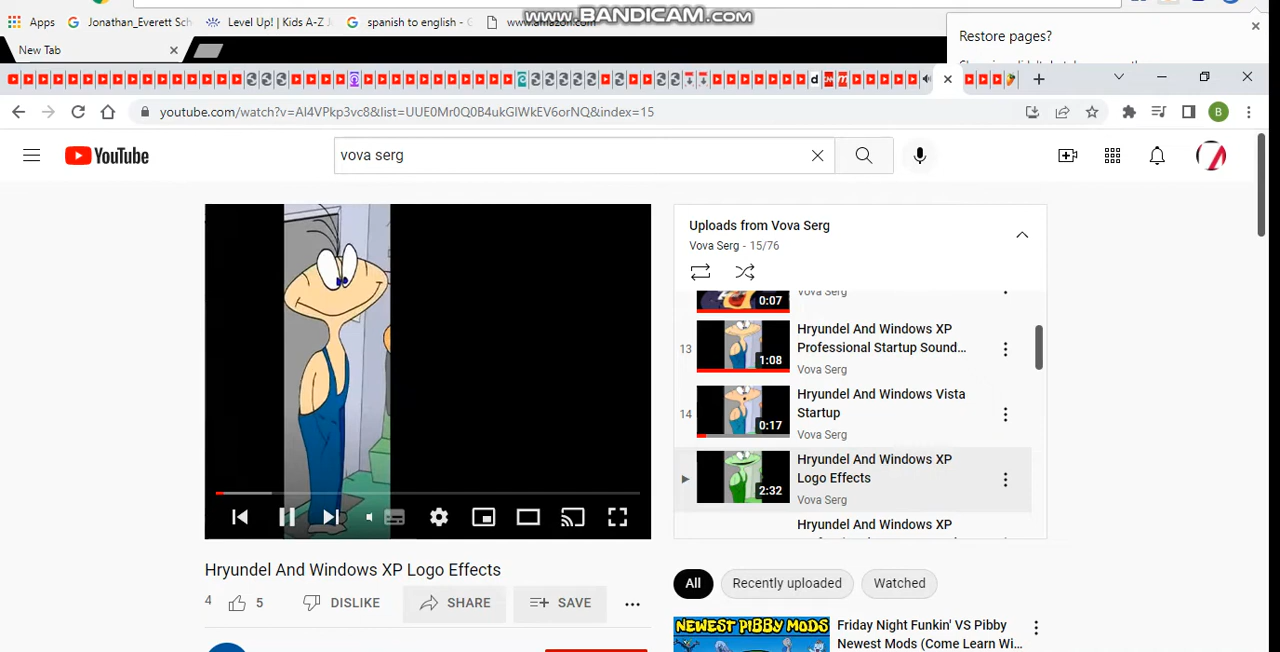 Apps
Jonathan_Everett Sch
Level Up! | Kids A-Z J
spanish to english - G
www.amazon.com
www.BANDICAM.com
Restore pages?
New Tab
youtube.com/watch?v=AI4VPkp3vc8&list=UUE0Mr0Q0B4ukGIWkEV6orNQ&index=15
B
YouTube
vova serg
Uploads from Vova Serg
Vova Serg - 15/76
Vova Serg
0:07
13
Hryundel And Windows XP
Professional Startup Sound...
1:08
Vova Serg
14
Hryundel And Windows Vista
Startup
0:17
Vova Serg
Hryundel And Windows XP
Logo Effects
2:32
Vova Serg
Hryundel And Windows XP
Hryundel And Windows XP Logo Effects
4
5
DISLIKE
SHARE
SAVE
All
Recently uploaded
Watched
NEWEST PIBBY MODS
Friday Night Funkin' VS Pibby
Newest Mods (Come Learn Wi...